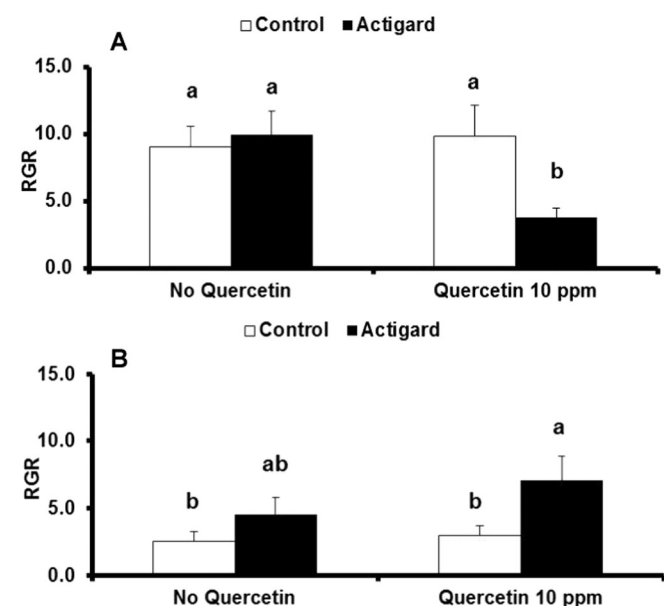 □Control ■Actigard
A
15.0
a a a
10.0
b
RGR
5.0
0.0
No Quercetin Quercetin 10 ppm
□Control ■Actigard
B
15.0
a
10.0
ab
b b
RGR
5.0
0.0
No Quercetin Quercetin 10 ppm